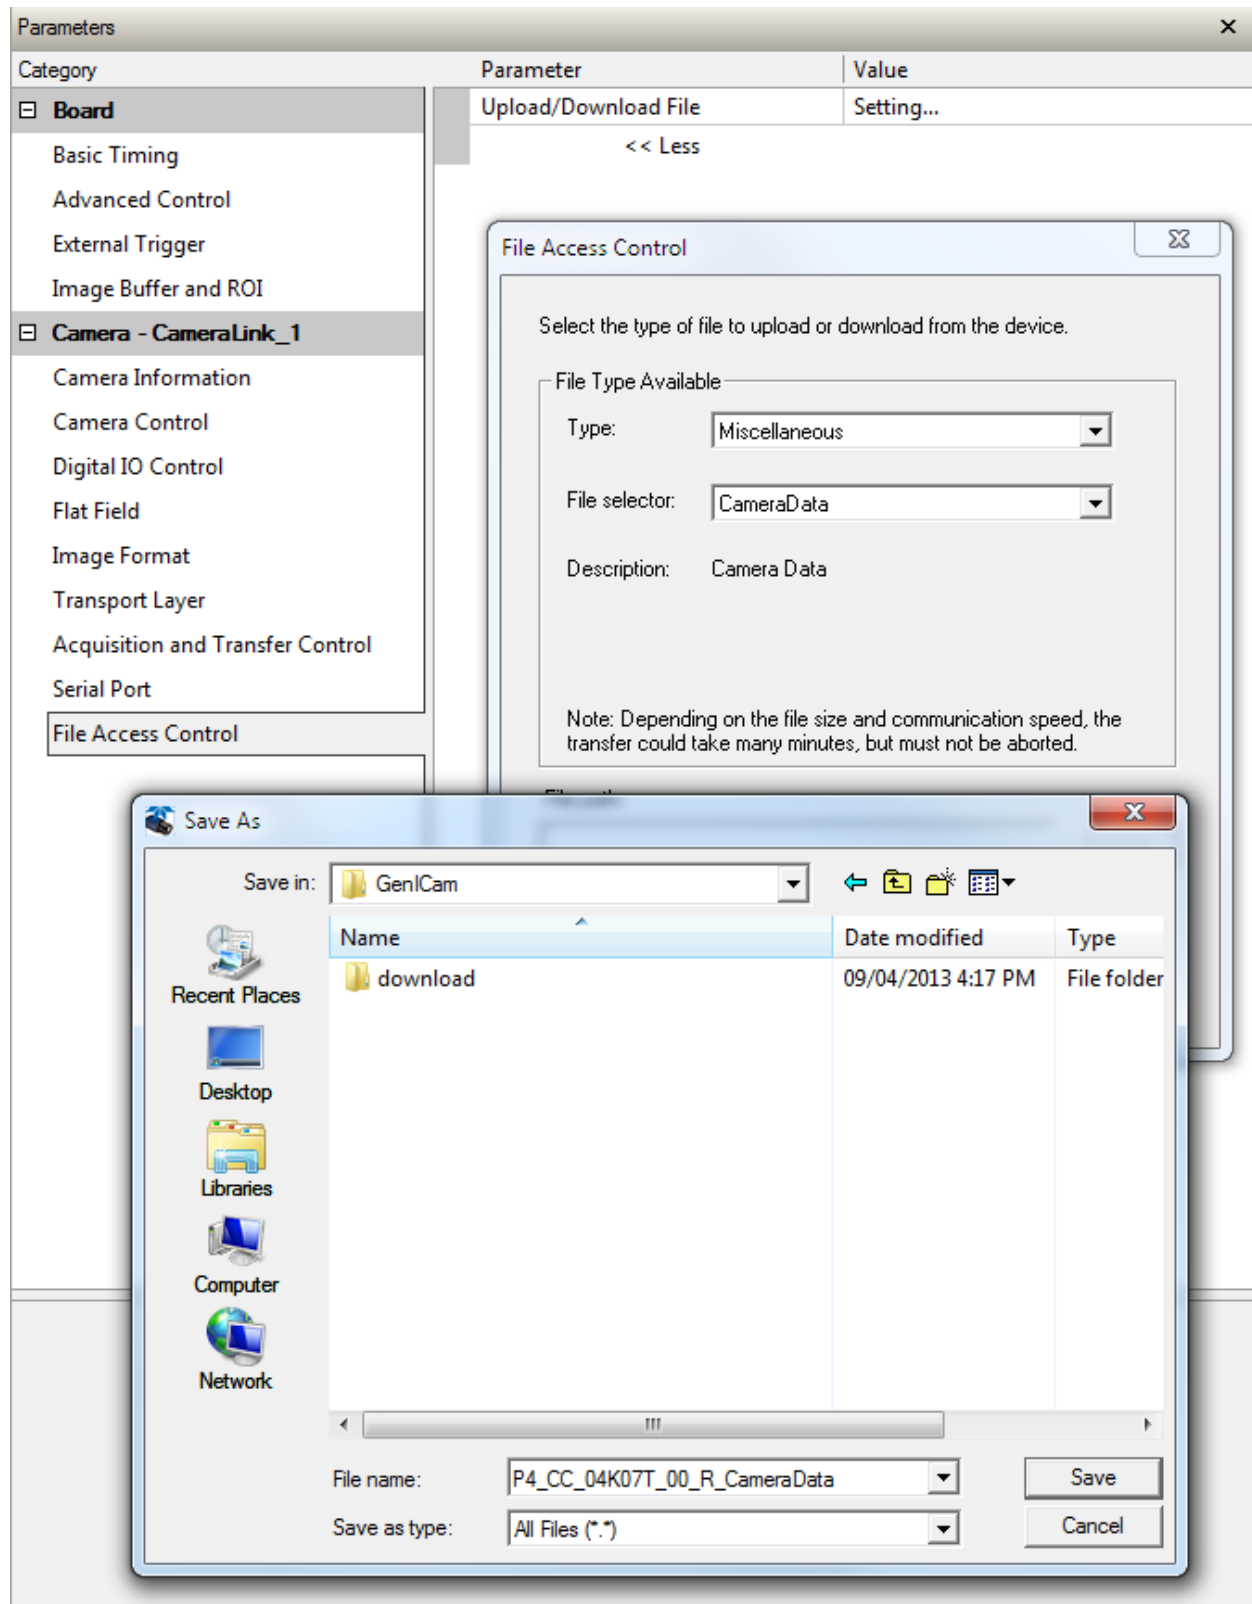 Parameters
Category
Parameter
Value
Board
Upload/Download File
Setting...
<< Less
Basic Timing
Advanced Control
External Trigger
Image Buffer and ROI
Camera - CameraLink_1
Camera Information
Camera Control
Digital IO Control
Flat Field
Image Format
Transport Layer
Acquisition and Transfer Control
Serial Port
File Access Control
File Access Control
Select the type of file to upload or download from the device.
File Type Available
Type:
Miscellaneous
File selector:
CameraData
Description:
Camera Data
Note: Depending on the file size and communication speed, the
transfer could take many minutes, but must not be aborted.
Save As
Save in:
GenICam
Name
Date modified
Type
download
09/04/2013 4:17 PM
File folder
Recent Places
Desktop
Libraries
Computer
Network
File name:
P4_CC_04K07T_00_R_CameraData
Save
Save as type:
All Files (*.*)
Cancel